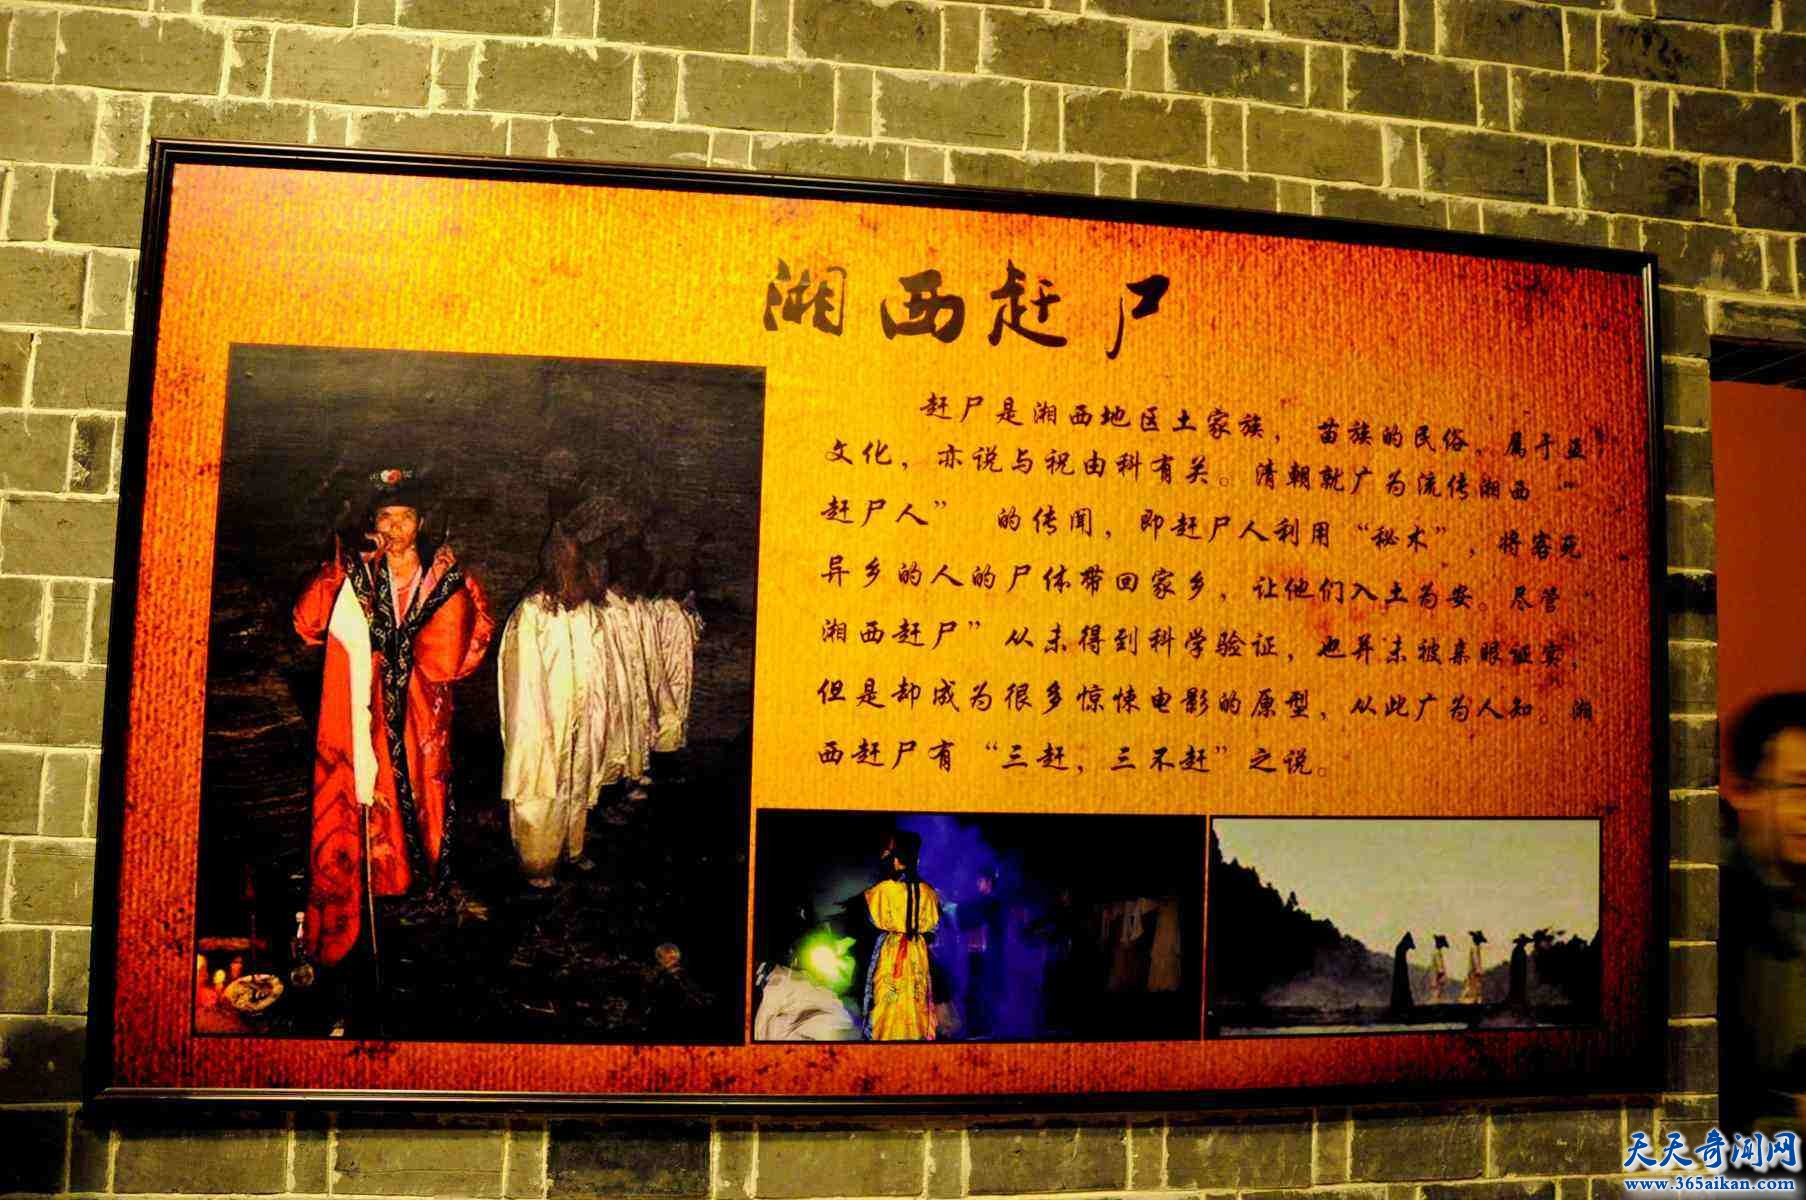 湘西赶尸
赶尸是湘西地区土家族，苗族的民俗，属于巫
文化，亦说与祝由科有关。清朝就广为流传湘西“
赶尸人” 的传闻，即赶尸人利用“秘术”，将客死
异乡的人的尸体带回家乡，让他们入土为安。尽管“
湘西赶尸”从未得到科学验证，也并未被亲眼证实，
但是却成为很多惊悚电影的原型，从此广为人知。湘
西赶尸有“三赶，三不赶”之说。
天天奇闻网
www.365aikan.com